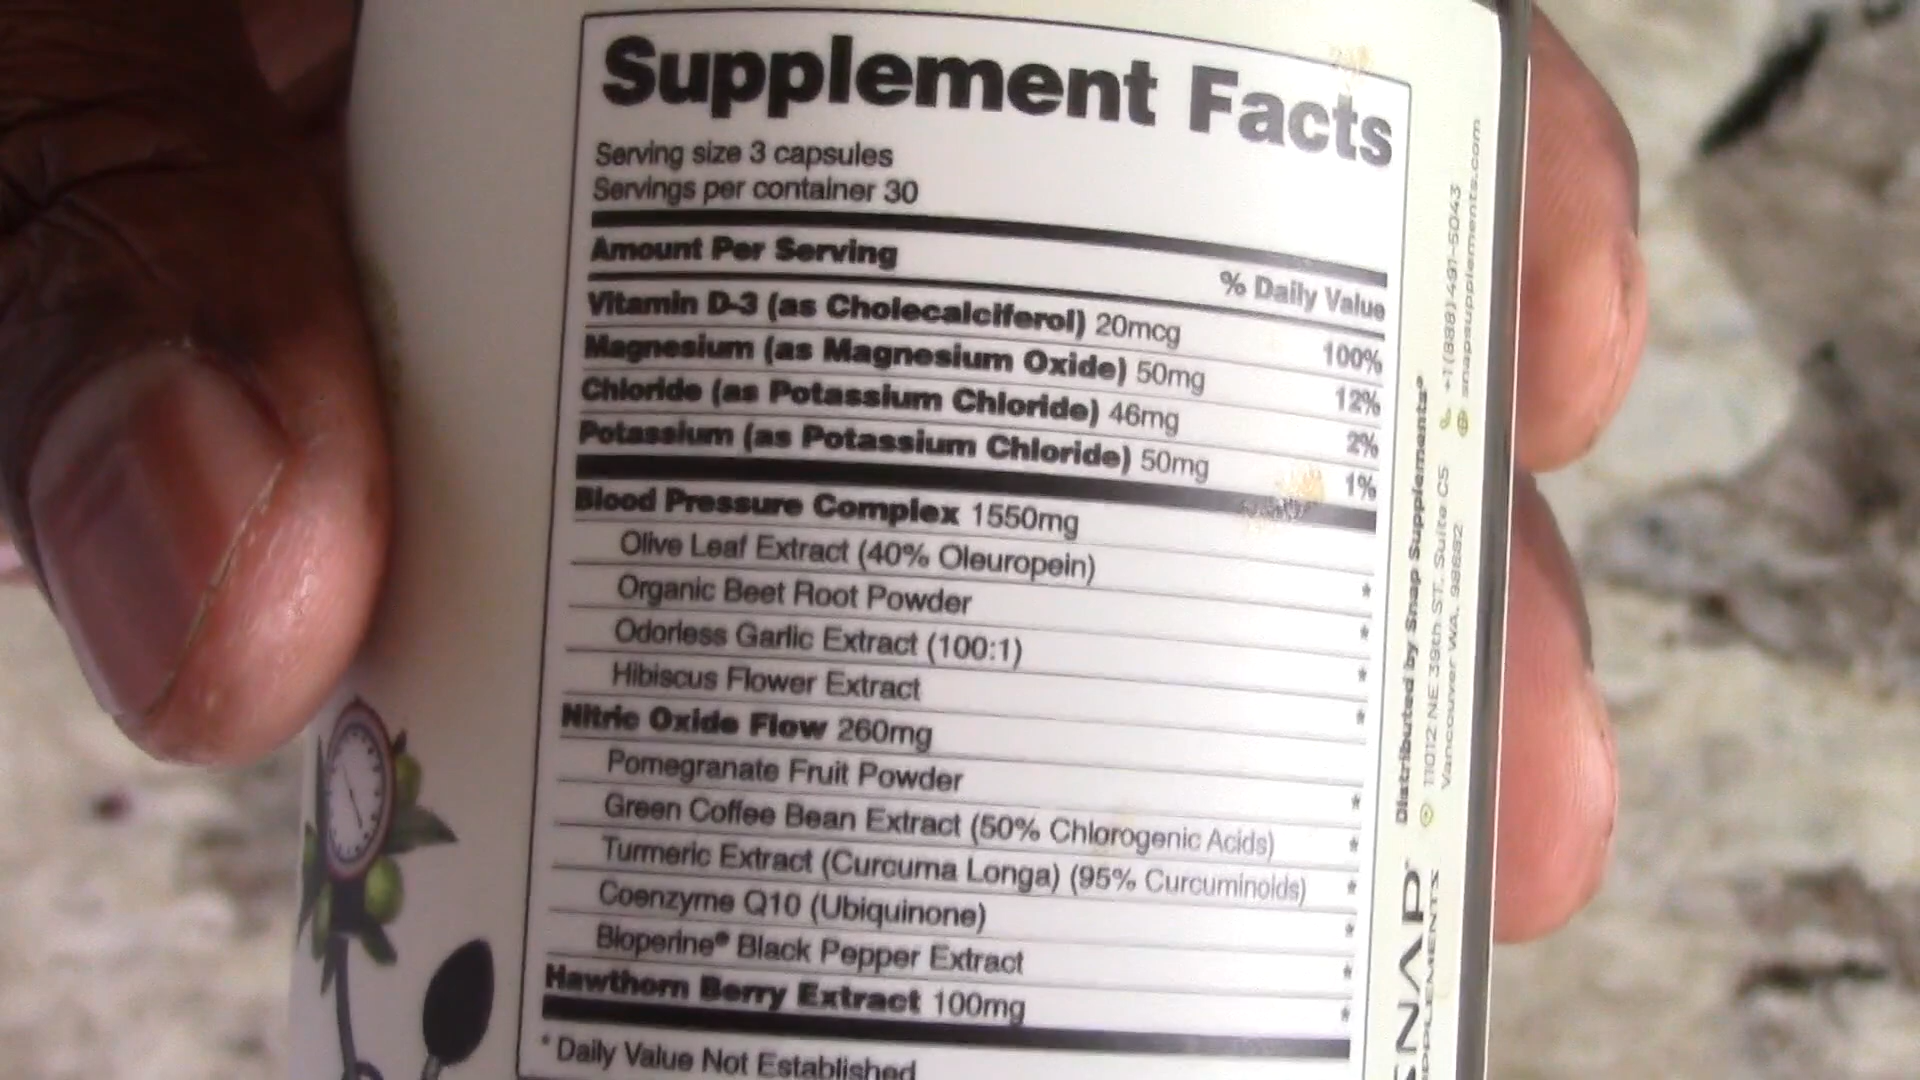 Supplement Facts
Serving size 3 capsules
Servings per container 30
Amount Per Serving
% Daily Value
Vitamin D-3 (as Cholecalciferol) 20mcg 100%
Magnesium (as Magnesium Oxide) 50mg 12%
Chloride (as Potassium Chloride) 46mg 2%
Potassium (as Potassium Chloride) 50mg 1%
Blood Pressure Complex 1550mg
Olive Leaf Extract (40% Oleuropein) *
Organic Beet Root Powder *
Odorless Garlic Extract (100:1) *
Hibiscus Flower Extract *
Nitric Oxide Flow 260mg
Pomegranate Fruit Powder *
Green Coffee Bean Extract (50% Chlorogenic Acids) *
Turmeric Extract (Curcuma Longa) (95% Curcuminoids) *
Coenzyme Q10 (Ubiquinone) *
Bioperine® Black Pepper Extract *
Hawthorn Berry Extract 100mg *
* Daily Value Not Established
Distributed by Snap Supplements®
11012 NE 39th ST. Suite C5
Vancouver WA, 98682
+1 (888) 491-5043
snapsupplements.com
SNAP
SUPPLEMENTS